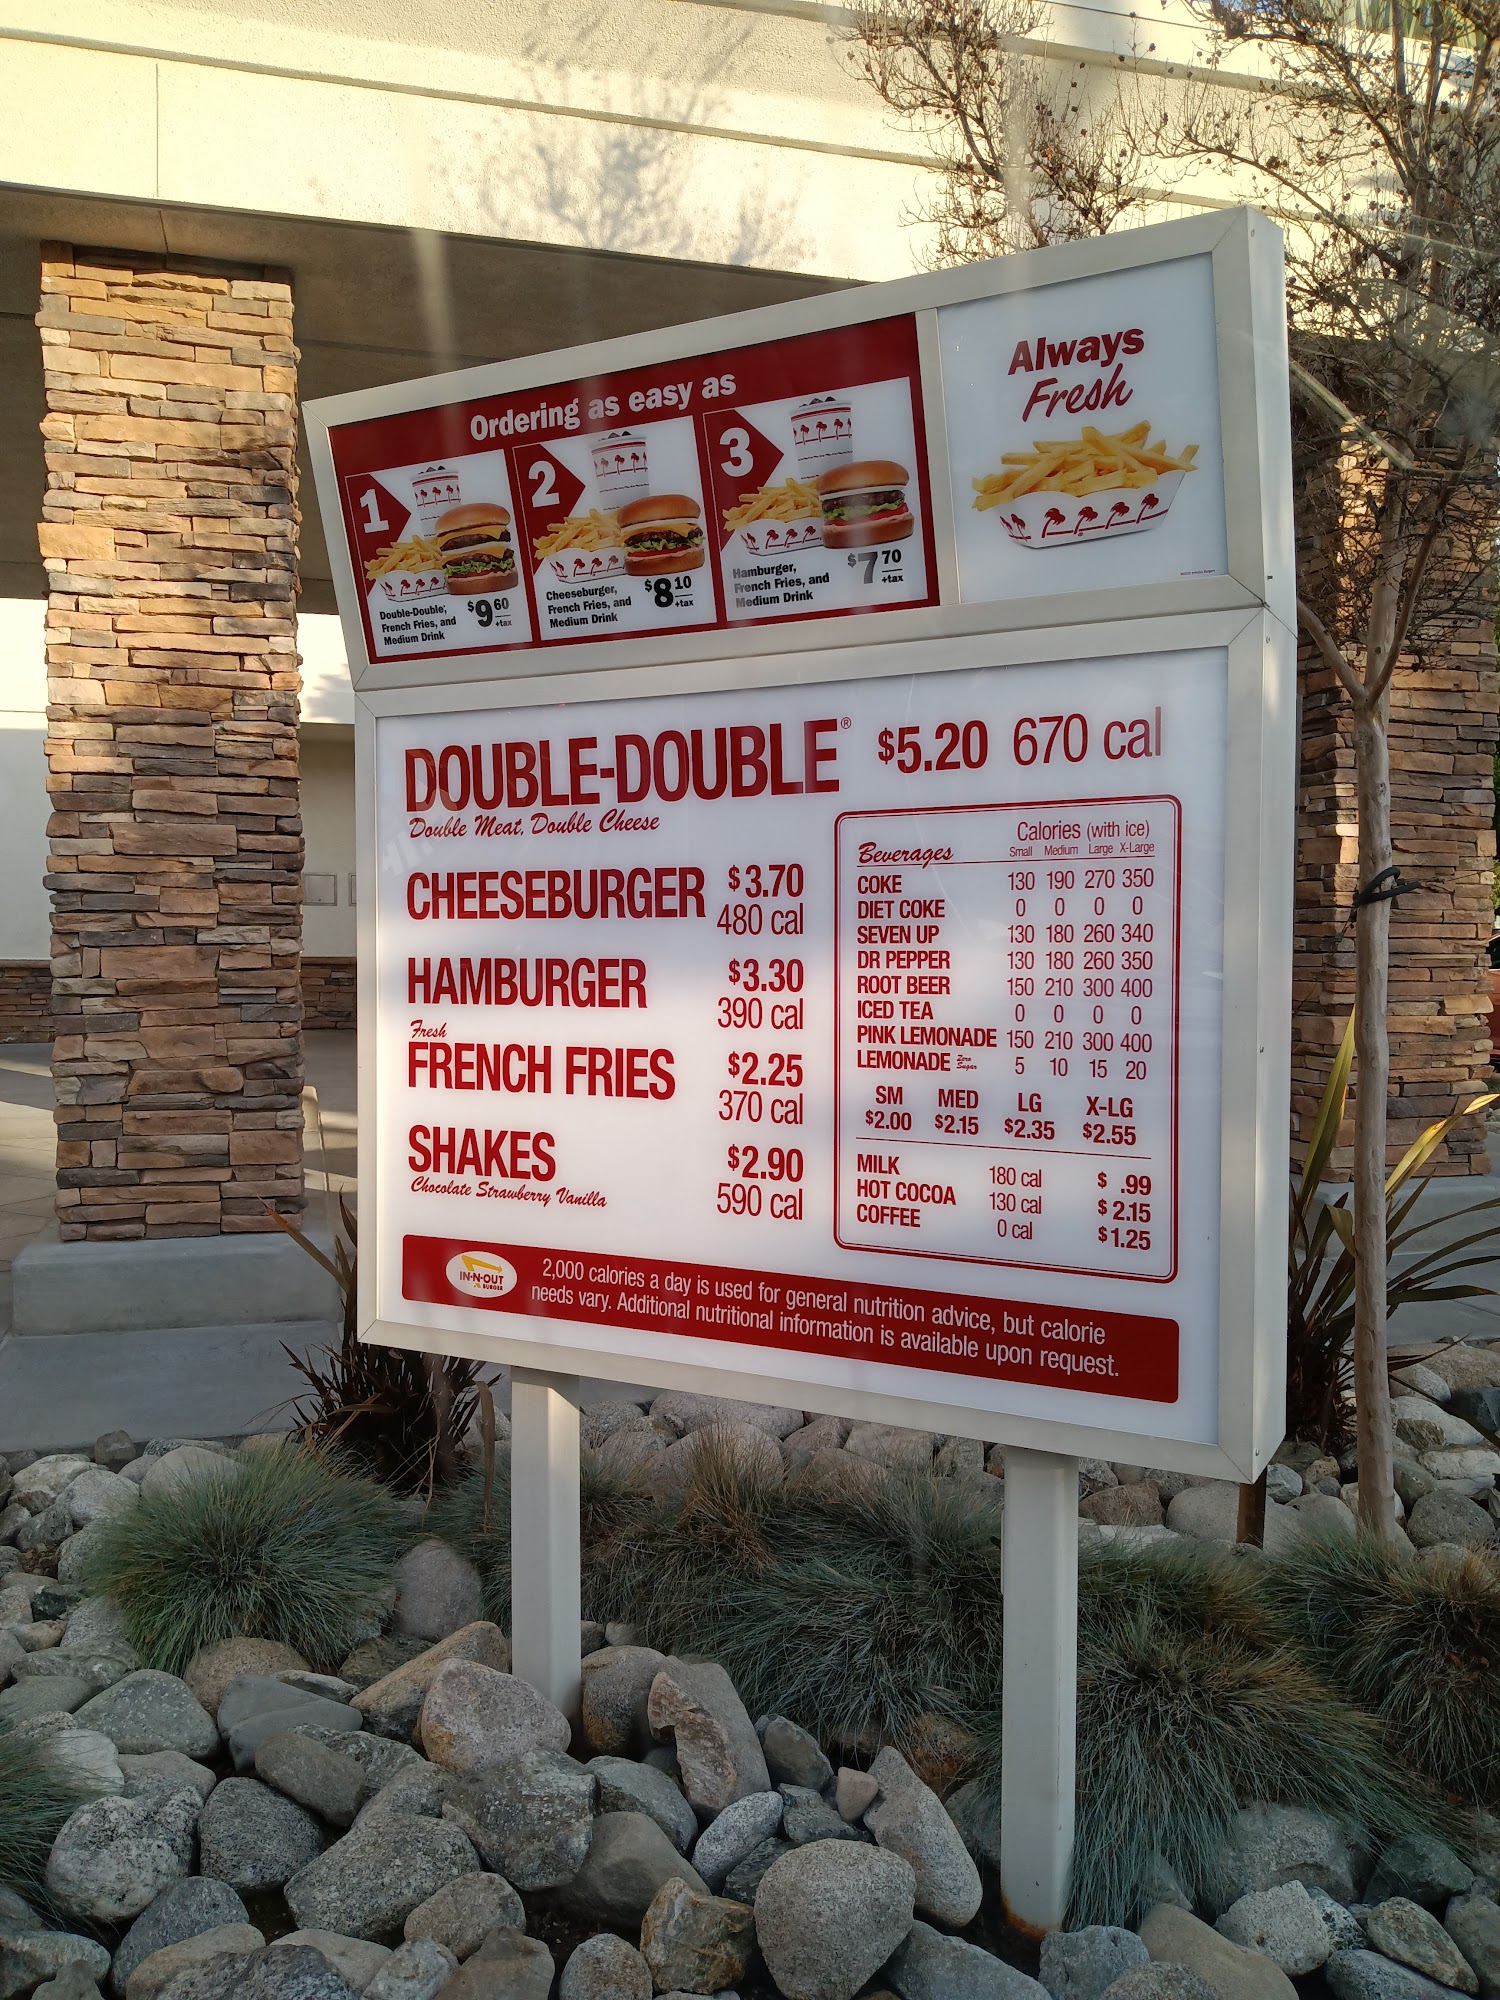 Ordering as easy as
1
Double-Double,
French Fries, and
Medium Drink
$9 60
+tax
2
Cheeseburger,
French Fries, and
Medium Drink
$8 10
+tax
3
Hamburger,
French Fries, and
Medium Drink
$7 70
+tax
Always
Fresh
DOUBLE-DOUBLE® $5.20 670 cal
Double Meat, Double Cheese
CHEESEBURGER $3.70
480 cal
HAMBURGER $3.30
390 cal
Fresh
FRENCH FRIES $2.25
370 cal
SHAKES $2.90
Chocolate Strawberry Vanilla 590 cal
Calories (with ice)
Beverages Small Medium Large X-Large
COKE 130 190 270 350
DIET COKE 0 0 0 0
SEVEN UP 130 180 260 340
DR PEPPER 130 180 260 350
ROOT BEER 150 210 300 400
ICED TEA 0 0 0 0
PINK LEMONADE 150 210 300 400
LEMONADE Zero Sugar 5 10 15 20
SM MED LG X-LG
$2.00 $2.15 $2.35 $2.55
MILK 180 cal $ .99
HOT COCOA 130 cal $2.15
COFFEE 0 cal $1.25
IN-N-OUT
BURGER
2,000 calories a day is used for general nutrition advice, but calorie
needs vary. Additional nutritional information is available upon request.